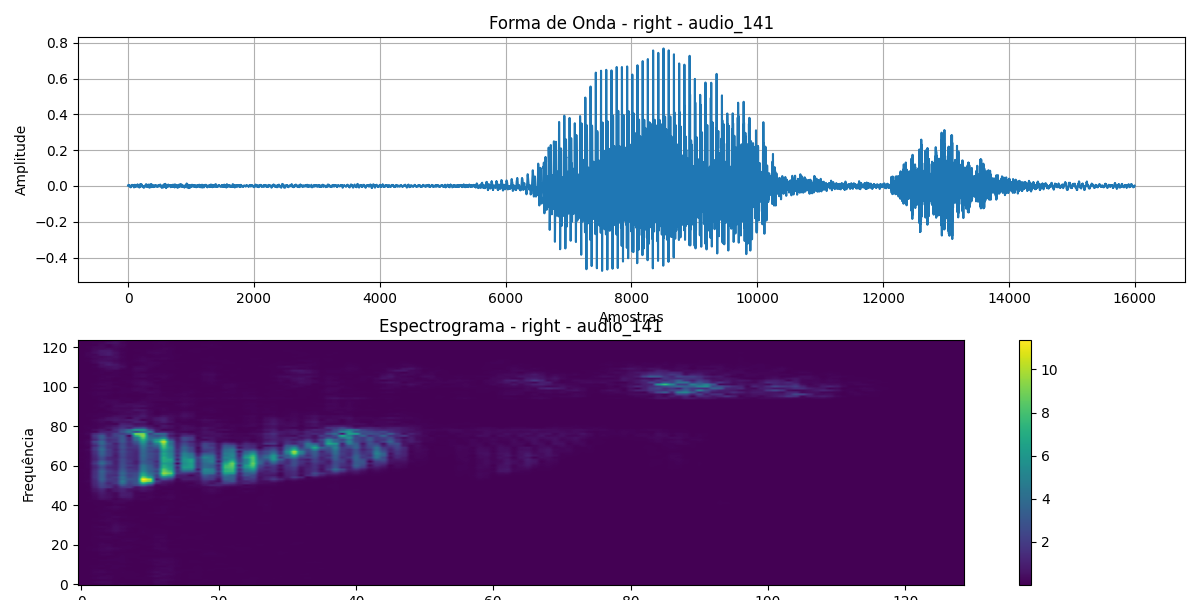 Forma de Onda - right - audio_141
0.8
0.6
0.4
0.2
0.0
−0.2
−0.4
Amplitude
0 2000 4000 6000 8000 10000 12000 14000 16000
Amostras
Espectrograma - right - audio_141
120
100
80
60
40
20
0
Frequência
10
8
6
4
2
0 20 40 60 80 100 120